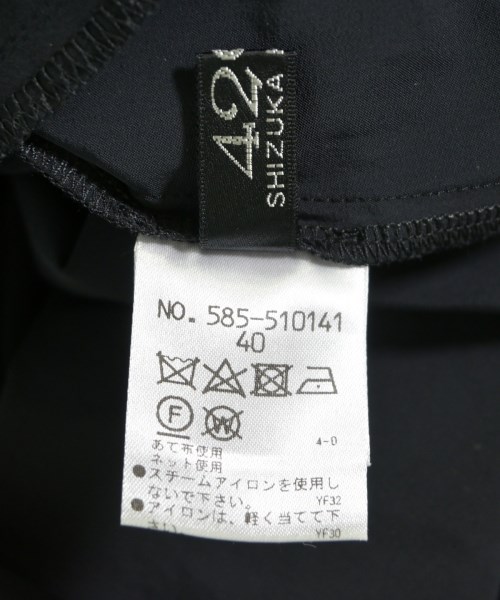 42
SHIZUKA
NO. 585-510141
40
F
W
4-0
あて布使用
ネット使用
●スチームアイロンを使用し
ないで下さい。 YF32
●アイロンは、軽く当てて下
さい。 YF30